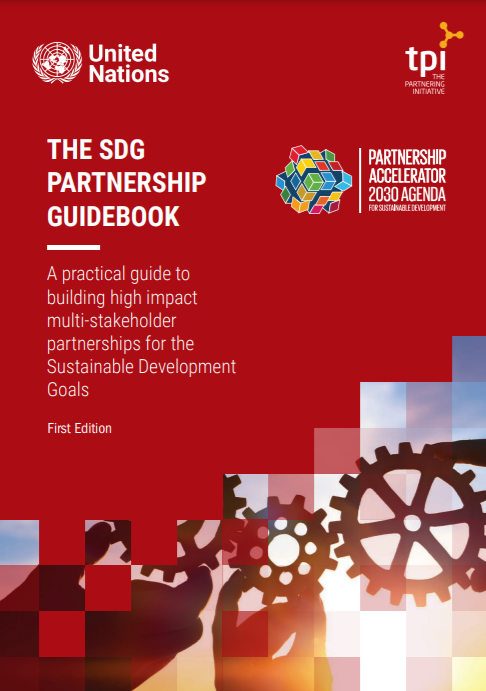 United
Nations
tpi
THE
PARTNERING
INITIATIVE
THE SDG
PARTNERSHIP
GUIDEBOOK
PARTNERSHIP
ACCELERATOR
2030 AGENDA
FOR SUSTAINABLE DEVELOPMENT
A practical guide to
building high impact
multi-stakeholder
partnerships for the
Sustainable Development
Goals
First Edition